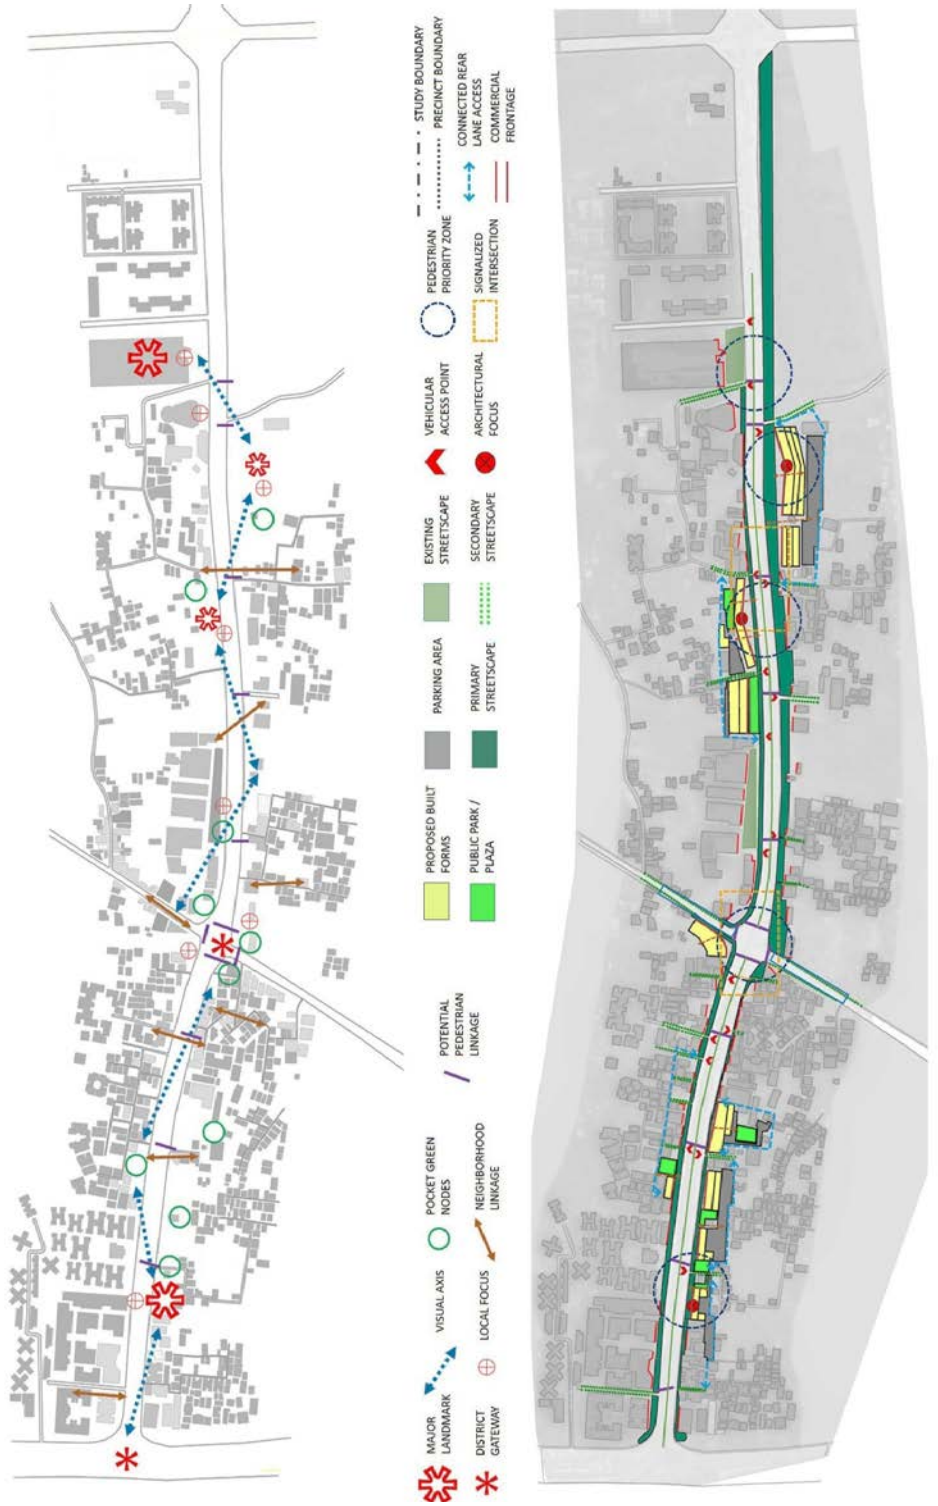 MAJOR
LANDMARK
VISUAL AXIS
POCKET GREEN
NODES
DISTRICT
GATEWAY
LOCAL FOCUS
NEIGHBORHOOD
LINKAGE
POTENTIAL
PEDESTRIAN
LINKAGE
PROPOSED BUILT
FORMS
PARKING AREA
EXISTING
STREETSCAPE
VEHICULAR
ACCESS POINT
PEDESTRIAN
PRIORITY ZONE
STUDY BOUNDARY
PRECINCT BOUNDARY
PUBLIC PARK /
PLAZA
PRIMARY
STREETSCAPE
SECONDARY
STREETSCAPE
ARCHITECTURAL
FOCUS
SIGNALIZED
INTERSECTION
CONNECTED REAR
LANE ACCESS
COMMERCIAL
FRONTAGE